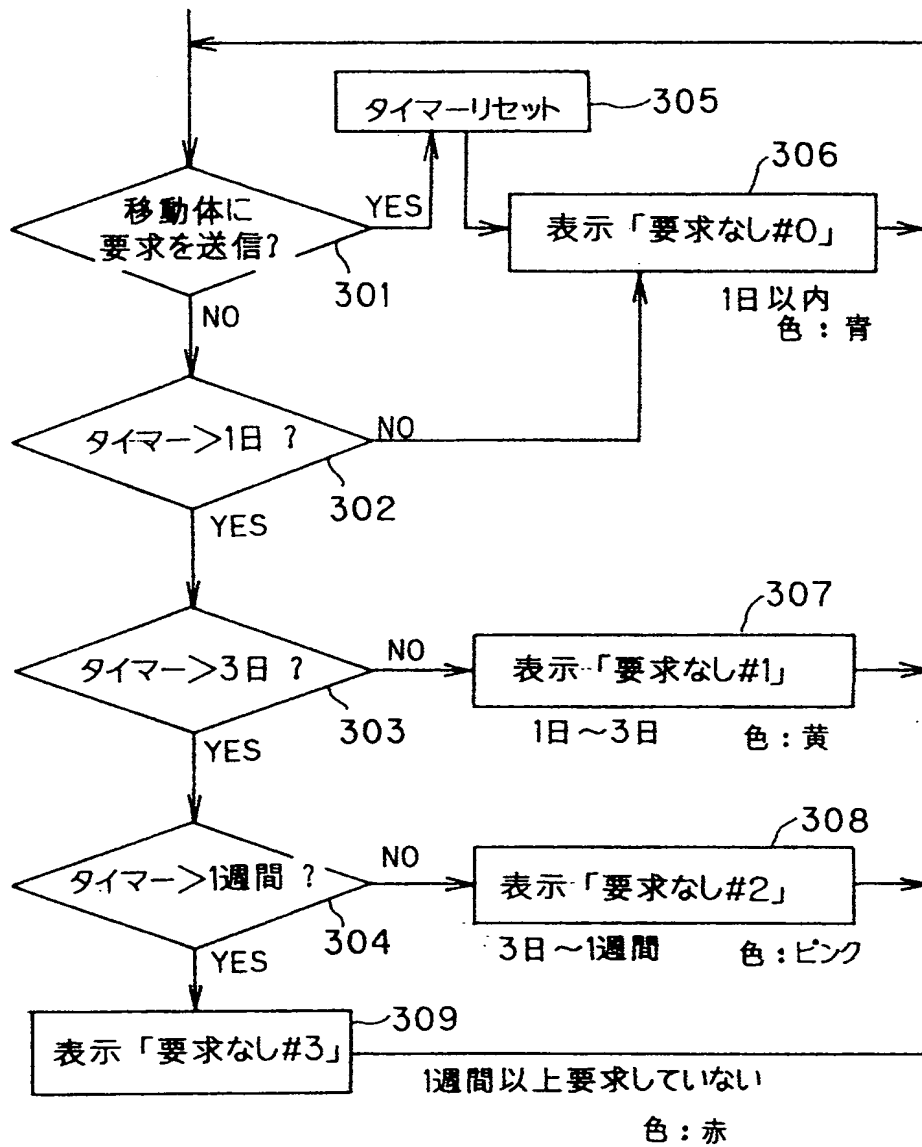 タイマーリセット
305
306
移動体に
要求を送信?
YES
表示「要求なし#0」
301
1日以内
色:青
NO
タイマー>1日 ?
NO
302
YES
307
タイマー>3日 ?
NO
表示「要求なし#1」
303
1日~3日
色:黄
YES
308
タイマー>1週間 ?
NO
表示「要求なし#2」
304
3日~1週間
色:ピンク
YES
309
表示「要求なし#3」
1週間以上要求していない
色:赤